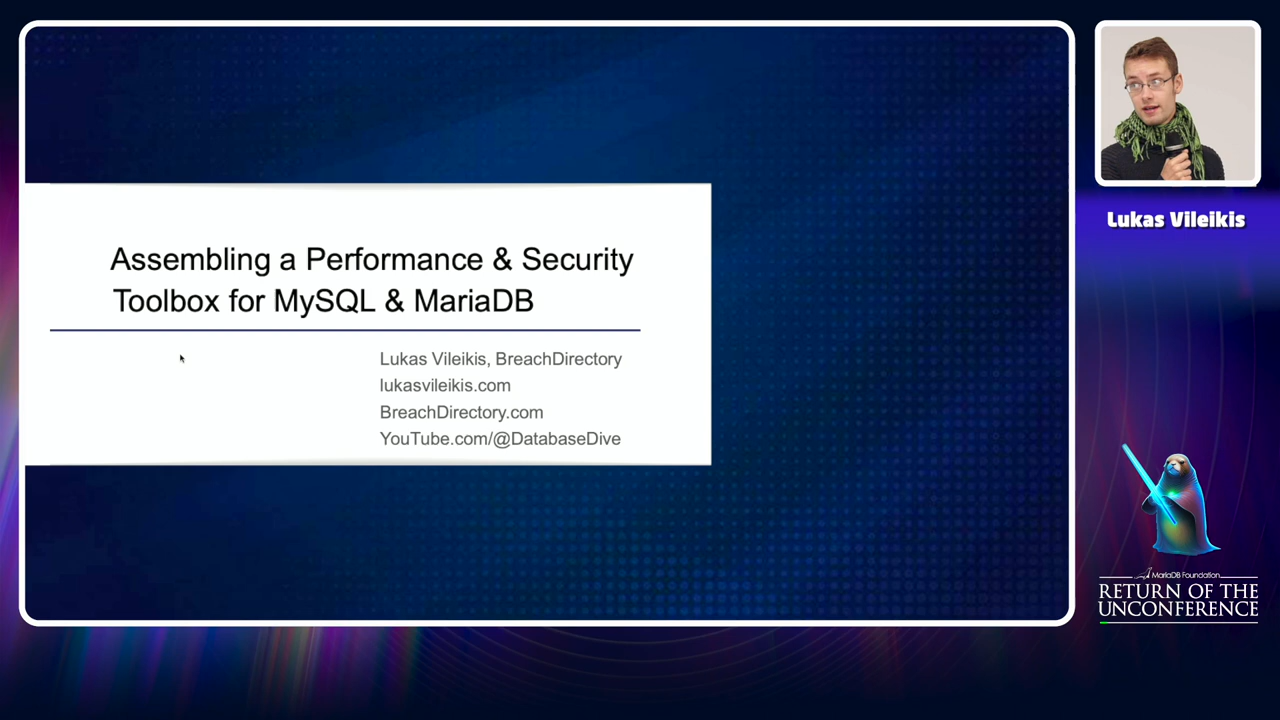 Assembling a Performance & Security
Toolbox for MySQL & MariaDB
Lukas Vileikis, BreachDirectory
lukasvileikis.com
BreachDirectory.com
YouTube.com/@DatabaseDive
Lukas Vileikis
MariaDB Foundation
RETURN OF THE
UNCONFERENCE